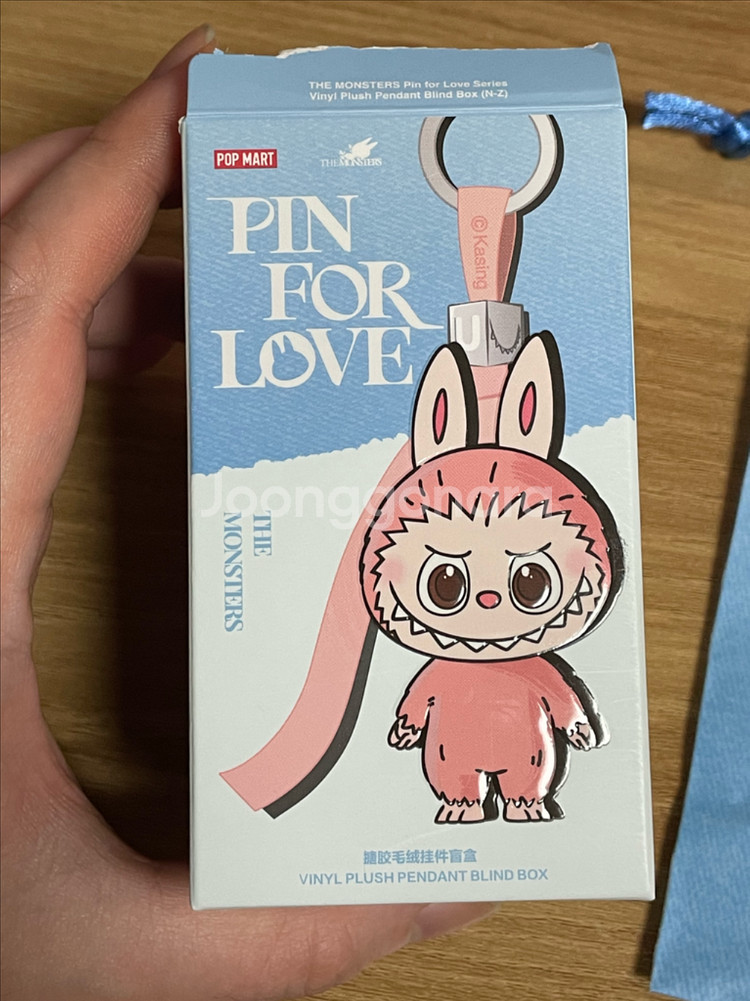 THE MONSTERS Pin for Love Series
Vinyl Plush Pendant Blind Box (N-Z)
POP MART
THE MONSTERS
PIN
FOR
LOVE
©Kasing
U
Joonggonara
THE
MONSTERS
搪胶毛绒挂件盲盒
VINYL PLUSH PENDANT BLIND BOX